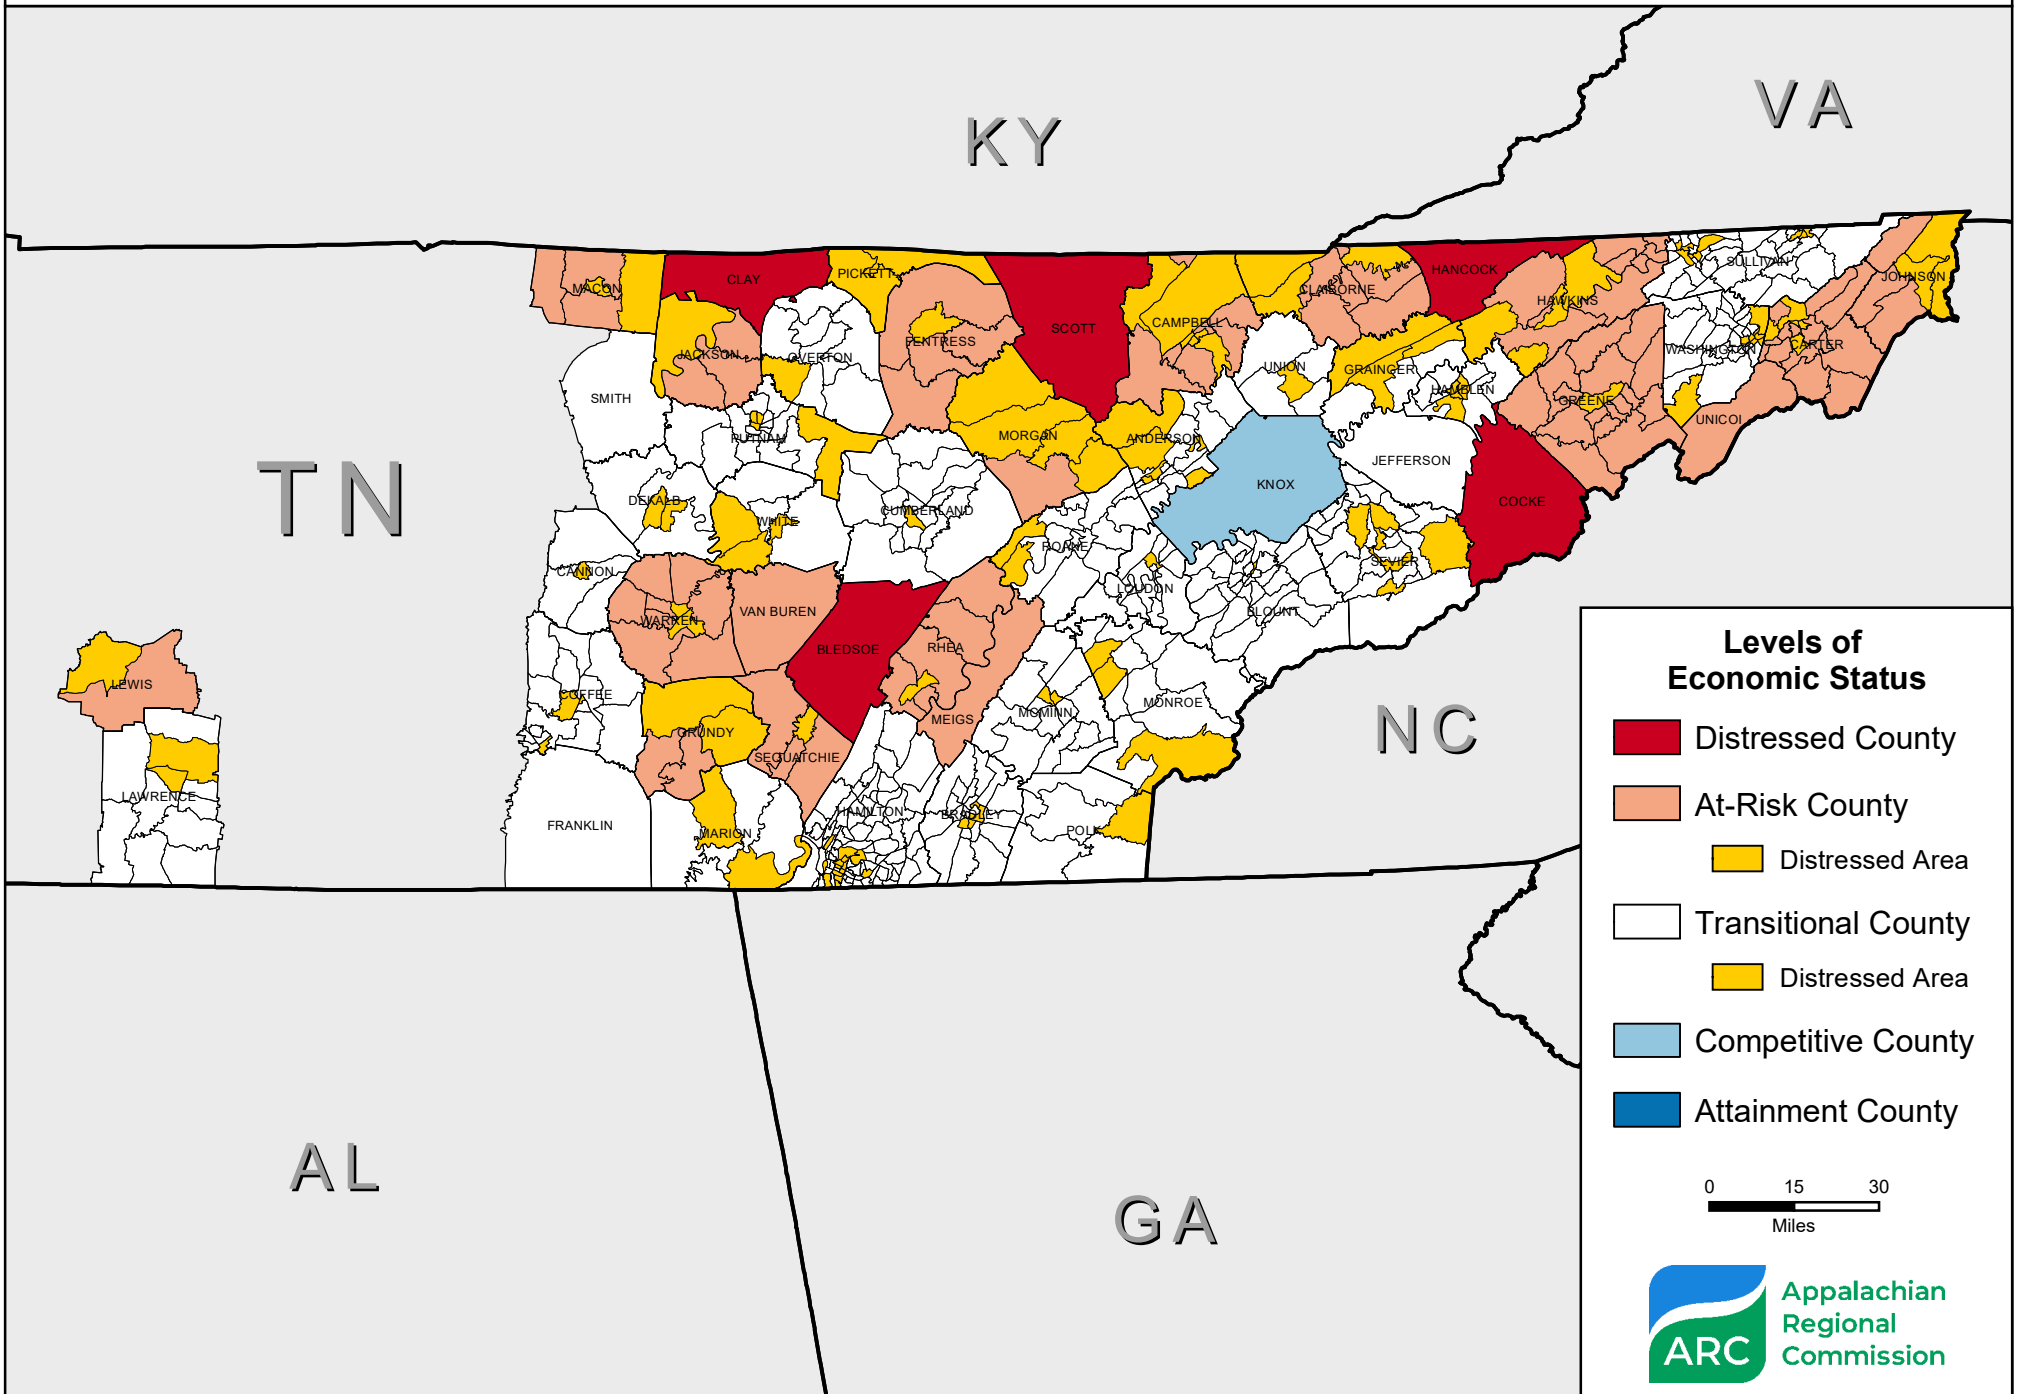 KY
VA
TN
NC
AL
GA
MACON
CLAY
PICKETT
SCOTT
CAMPBELL
CLAIBORNE
HANCOCK
HAWKINS
SULLIVAN
JOHNSON
JACKSON
OVERTON
FENTRESS
UNION
GRAINGER
HAMBLEN
GREENE
WASHINGTON
CARTER
UNICOI
SMITH
PUTNAM
MORGAN
ANDERSON
JEFFERSON
KNOX
COCKE
DEKALB
WHITE
CUMBERLAND
ROANE
LOUDON
BLOUNT
SEVIER
CANNON
WARREN
VAN BUREN
BLEDSOE
RHEA
MEIGS
MCMINN
MONROE
LEWIS
LAWRENCE
COFFEE
GRUNDY
SEQUATCHIE
FRANKLIN
MARION
HAMILTON
BRADLEY
POLK
Levels of
Economic Status
Distressed County
At-Risk County
Distressed Area
Transitional County
Distressed Area
Competitive County
Attainment County
0 15 30
Miles
ARC
Appalachian
Regional
Commission